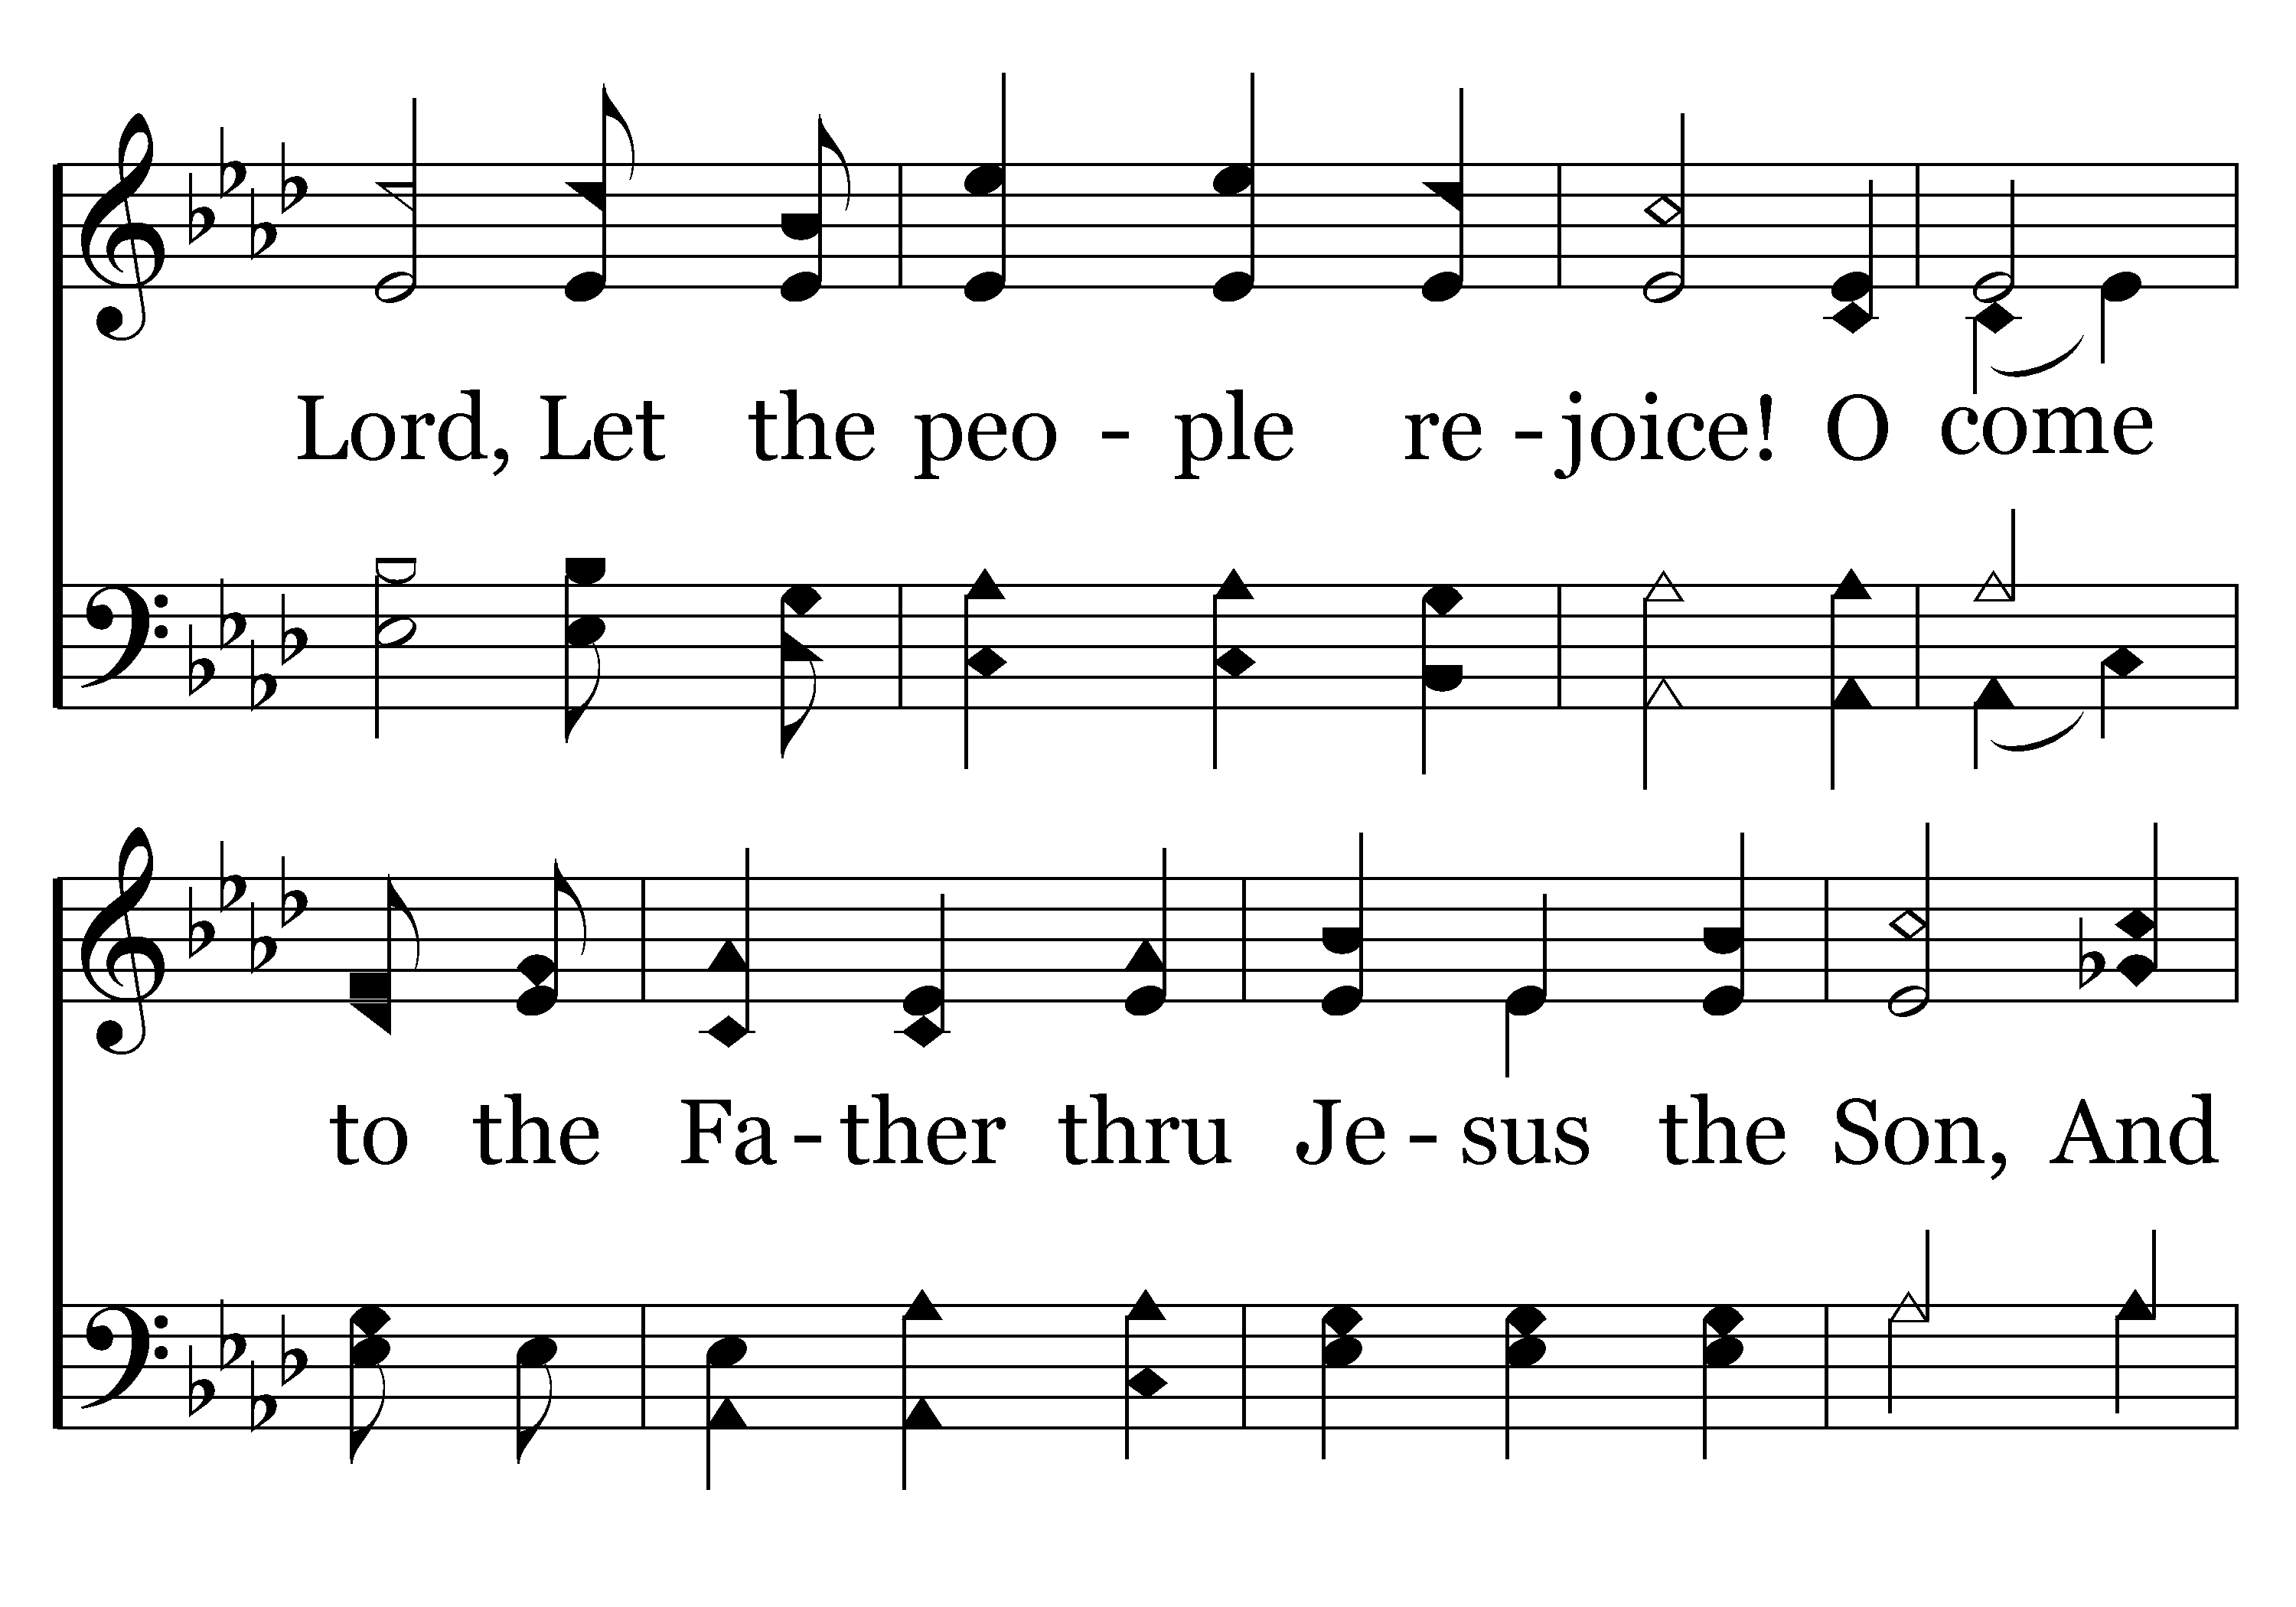 Lord, Let the peo - ple re - joice! O come
to the Fa - ther thru Je - sus the Son, And